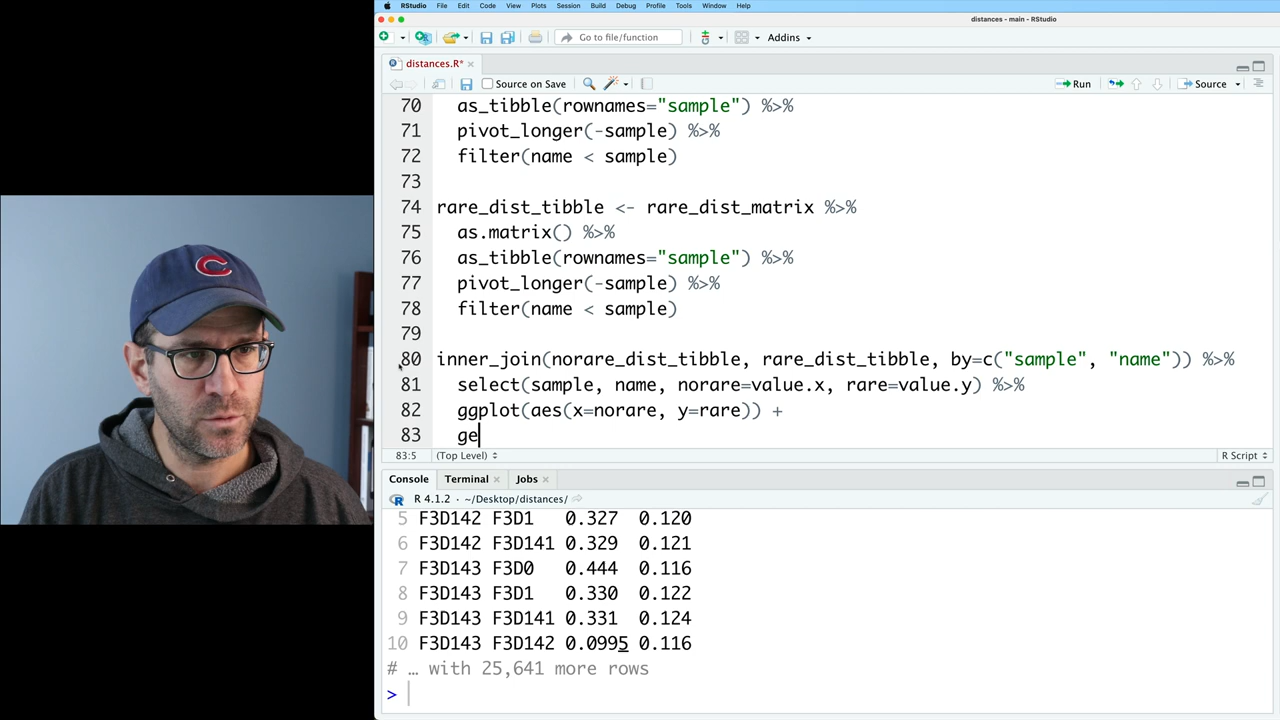 RStudio File Edit Code View Plots Session Build Debug Profile Tools Window Help
distances - main - RStudio
Go to file/function
Addins
distances.R*
Source on Save
Run
Source
70 as_tibble(rownames="sample") %>%
71 pivot_longer(-sample) %>%
72 filter(name < sample)
73
74 rare_dist_tibble <- rare_dist_matrix %>%
75 as.matrix() %>%
76 as_tibble(rownames="sample") %>%
77 pivot_longer(-sample) %>%
78 filter(name < sample)
79
80 inner_join(norare_dist_tibble, rare_dist_tibble, by=c("sample", "name")) %>%
81 select(sample, name, norare=value.x, rare=value.y) %>%
82 ggplot(aes(x=norare, y=rare)) +
83 ge
83:5 (Top Level) R Script
Console Terminal Jobs
R 4.1.2 · ~/Desktop/distances/
5 F3D142 F3D1 0.327 0.120
6 F3D142 F3D141 0.329 0.121
7 F3D143 F3D0 0.444 0.116
8 F3D143 F3D1 0.330 0.122
9 F3D143 F3D141 0.331 0.124
10 F3D143 F3D142 0.0995 0.116
# … with 25,641 more rows
>
C